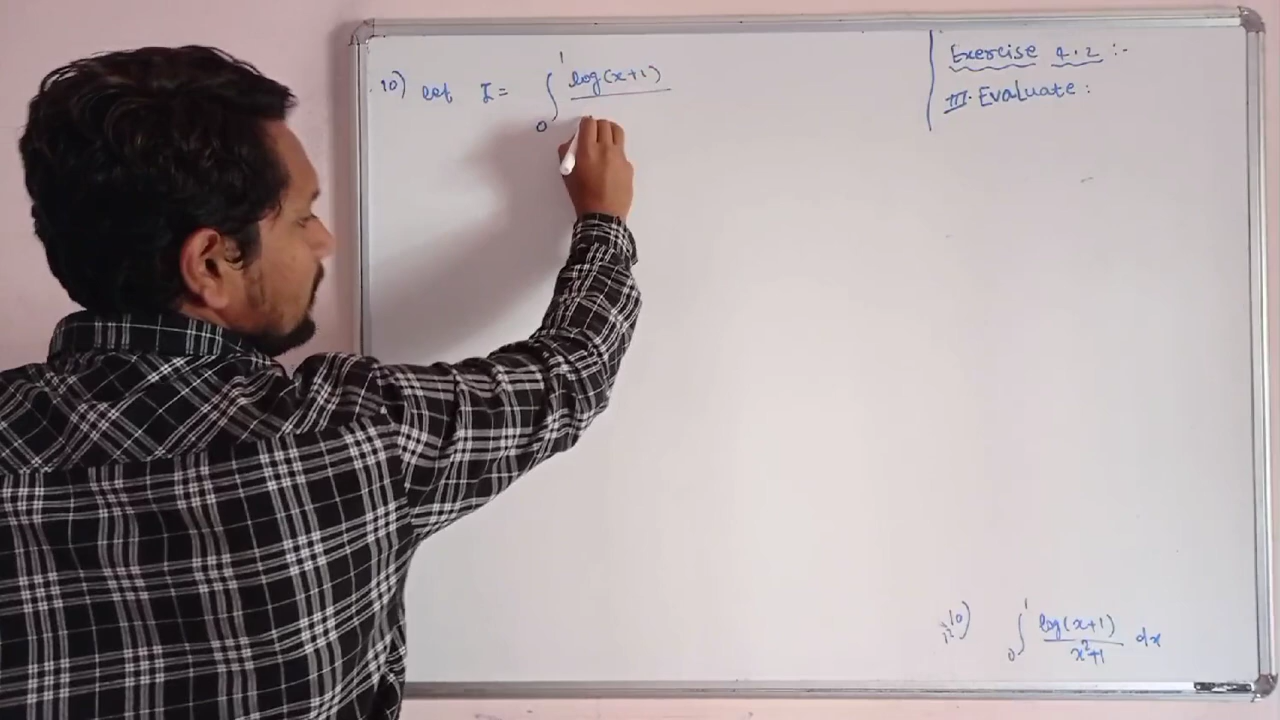 10) Let I = ∫₀¹ log(x+1)
Exercise 4.2 :-
III. Evaluate :
10) ∫₀¹ log(x+1) / x²+1 dx